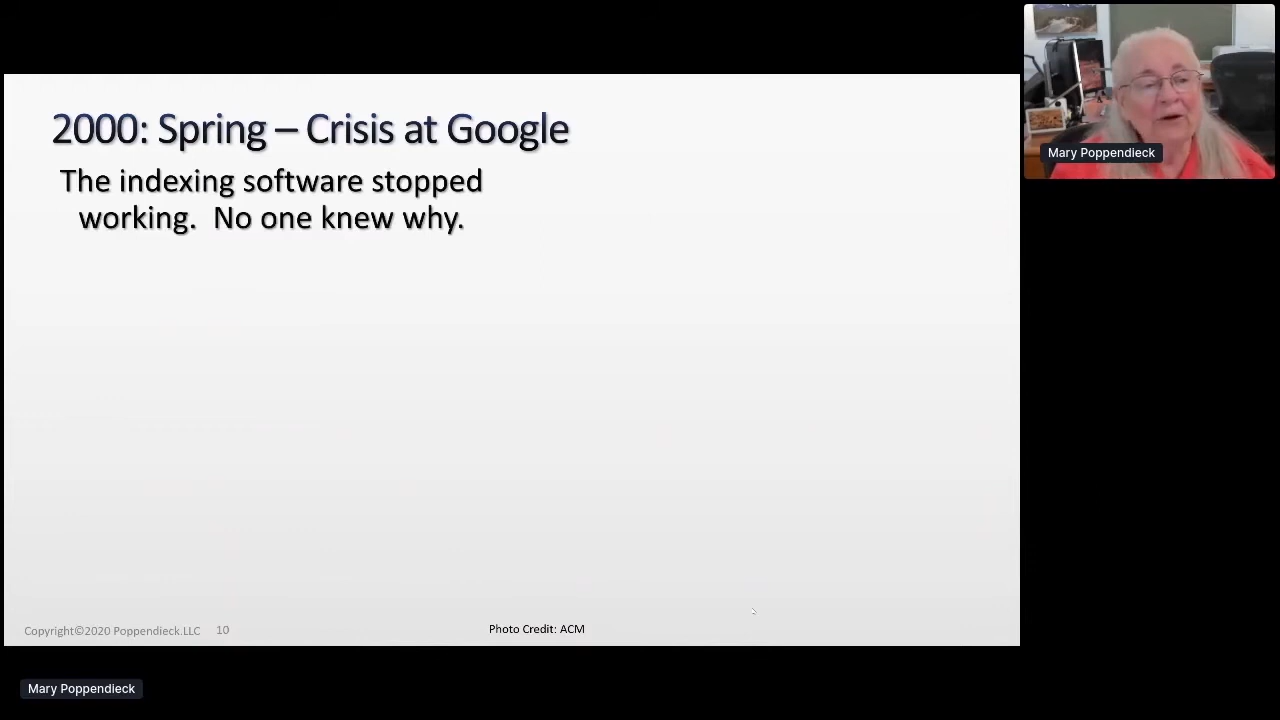 2000: Spring – Crisis at Google
The indexing software stopped
working.  No one knew why.
Mary Poppendieck
Copyright©2020 Poppendieck.LLC 10
Photo Credit: ACM
Mary Poppendieck